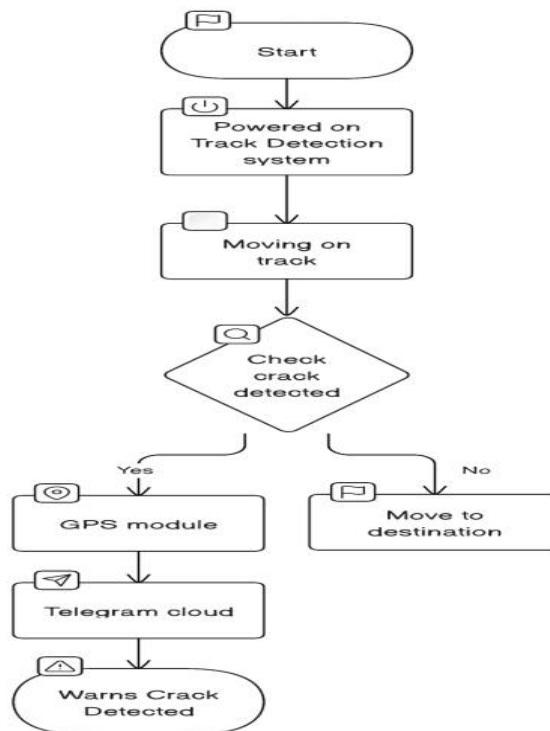 Start
Powered on
Track Detection
system
Moving on
track
Check
crack
detected
Yes
No
GPS module
Move to
destination
Telegram cloud
Warns Crack
Detected